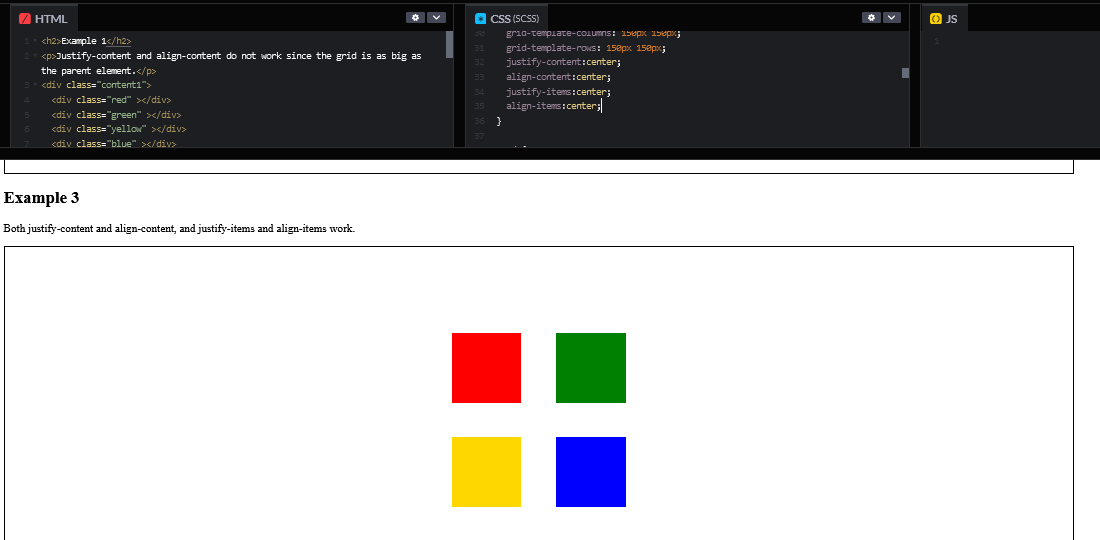 HTML
1 <h2>Example 1</h2>
2 <p>Justify-content and align-content do not work since the grid is as big as
the parent element.</p>
3 <div class="content1">
4 <div class="red" ></div>
5 <div class="green" ></div>
6 <div class="yellow" ></div>
7 <div class="blue" ></div>
CSS (SCSS)
30 grid-template-columns: 150px 150px;
31 grid-template-rows: 150px 150px;
32 justify-content:center;
33 align-content:center;
34 justify-items:center;
35 align-items:center;
36 }
37
JS
1
Example 3
Both justify-content and align-content, and justify-items and align-items work.